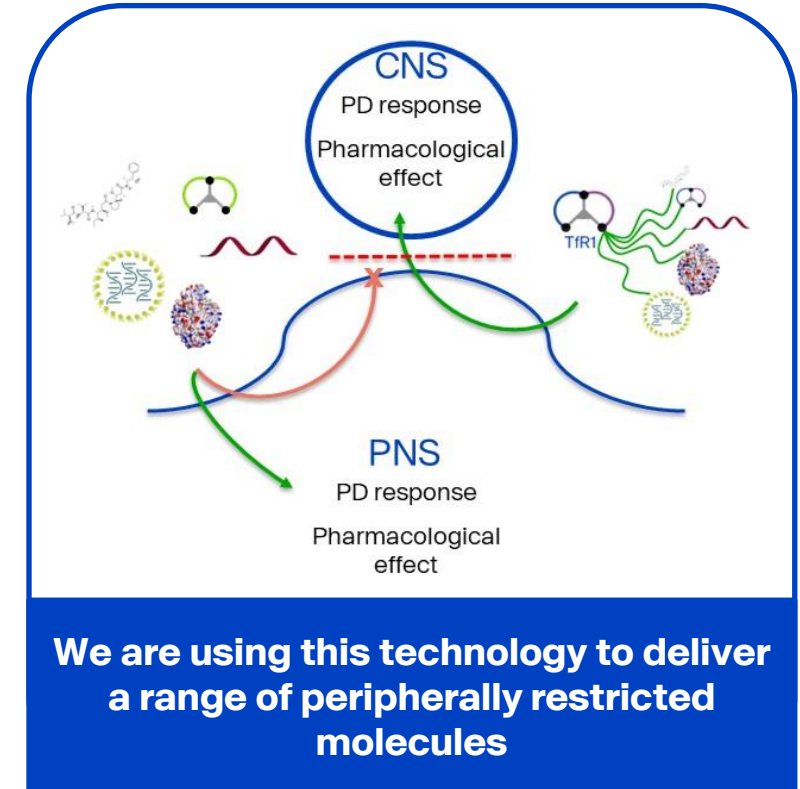 CNS
PD response
Pharmacological
effect
TfR1
PNS
PD response
Pharmacological
effect
We are using this technology to deliver
a range of peripherally restricted
molecules